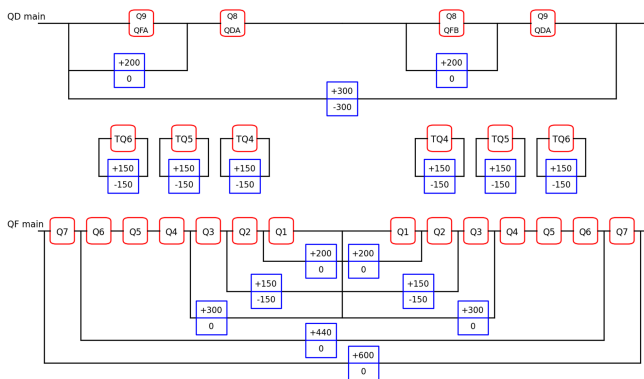 QD main
Q9
QFA
Q8
QDA
Q8
QFB
Q9
QDA
+200
0
+200
0
+300
-300
TQ6
TQ5
TQ4
TQ4
TQ5
TQ6
+150
-150
+150
-150
+150
-150
+150
-150
+150
-150
+150
-150
QF main
Q7
Q6
Q5
Q4
Q3
Q2
Q1
Q1
Q2
Q3
Q4
Q5
Q6
Q7
+200
0
+200
0
+150
-150
+150
-150
+300
0
+300
0
+440
0
+600
0